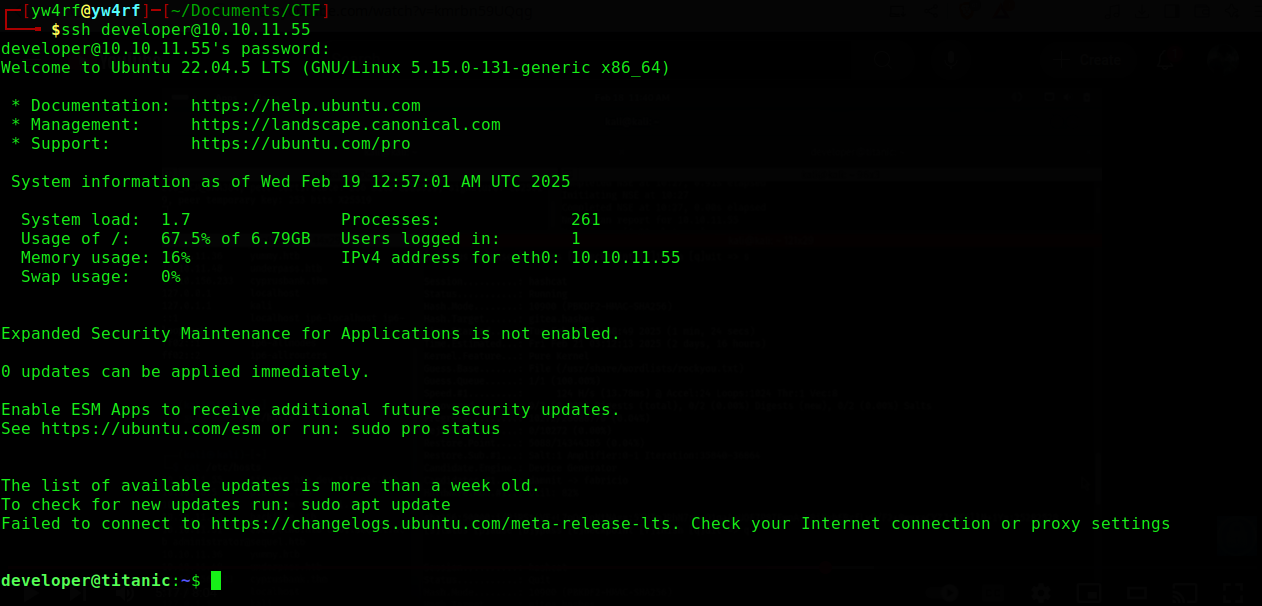 ┌─[yw4rf@yw4rf]─[~/Documents/CTF]
└──╼ $ssh developer@10.10.11.55
developer@10.10.11.55's password:
Welcome to Ubuntu 22.04.5 LTS (GNU/Linux 5.15.0-131-generic x86_64)
* Documentation:  https://help.ubuntu.com
* Management:     https://landscape.canonical.com
* Support:        https://ubuntu.com/pro
System information as of Wed Feb 19 12:57:01 AM UTC 2025
System load:  1.7               Processes:             261
Usage of /:   67.5% of 6.79GB   Users logged in:       1
Memory usage: 16%               IPv4 address for eth0: 10.10.11.55
Swap usage:   0%
Expanded Security Maintenance for Applications is not enabled.
0 updates can be applied immediately.
Enable ESM Apps to receive additional future security updates.
See https://ubuntu.com/esm or run: sudo pro status
The list of available updates is more than a week old.
To check for new updates run: sudo apt update
Failed to connect to https://changelogs.ubuntu.com/meta-release-lts. Check your Internet connection or proxy settings
developer@titanic:~$